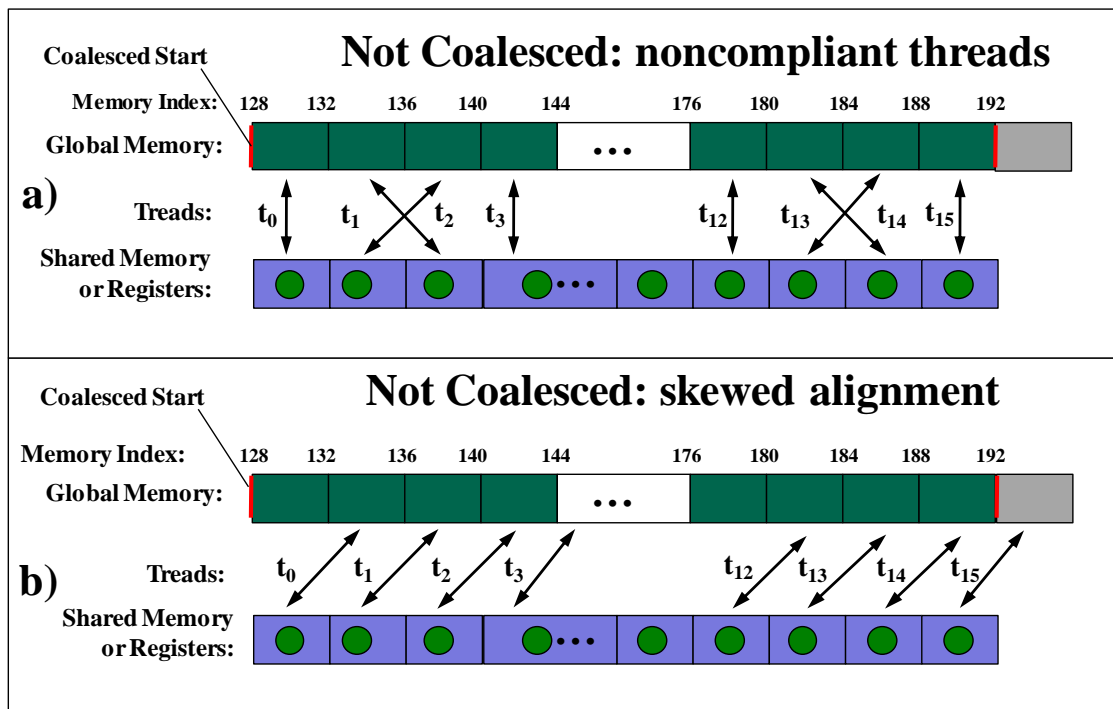 Not Coalesced: noncompliant threads
Coalesced Start
Memory Index: 128 132 136 140 144 176 180 184 188 192
Global Memory: ...
a)
Treads: t0 t1 t2 t3 t12 t13 t14 t15
Shared Memory
or Registers: ...
Not Coalesced: skewed alignment
Coalesced Start
Memory Index: 128 132 136 140 144 176 180 184 188 192
Global Memory: ...
b)
Treads: t0 t1 t2 t3 t12 t13 t14 t15
Shared Memory
or Registers: ...